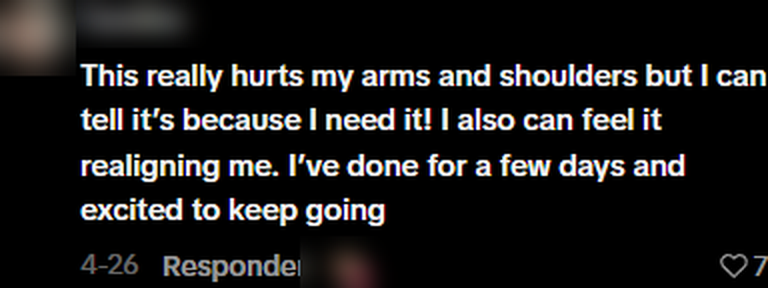 This really hurts my arms and shoulders but I can
tell it's because I need it! I also can feel it
realigning me. I've done for a few days and
excited to keep going
4-26 Responder 7